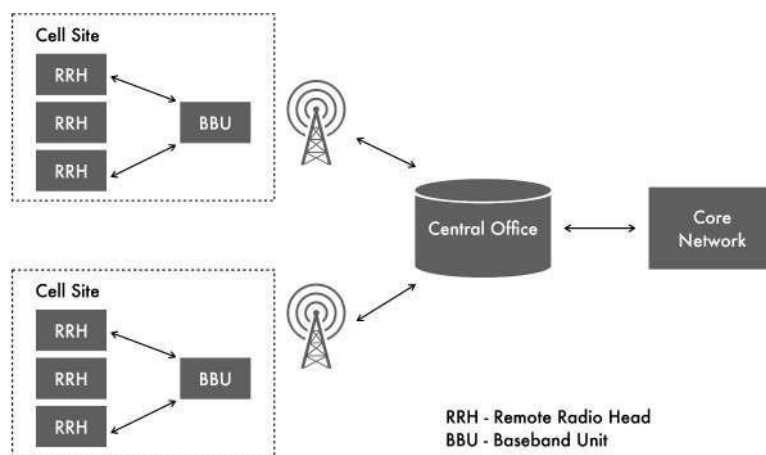 Cell Site
RRH
RRH
RRH
BBU
Central Office
Core
Network
Cell Site
RRH
RRH
RRH
BBU
RRH - Remote Radio Head
BBU - Baseband Unit